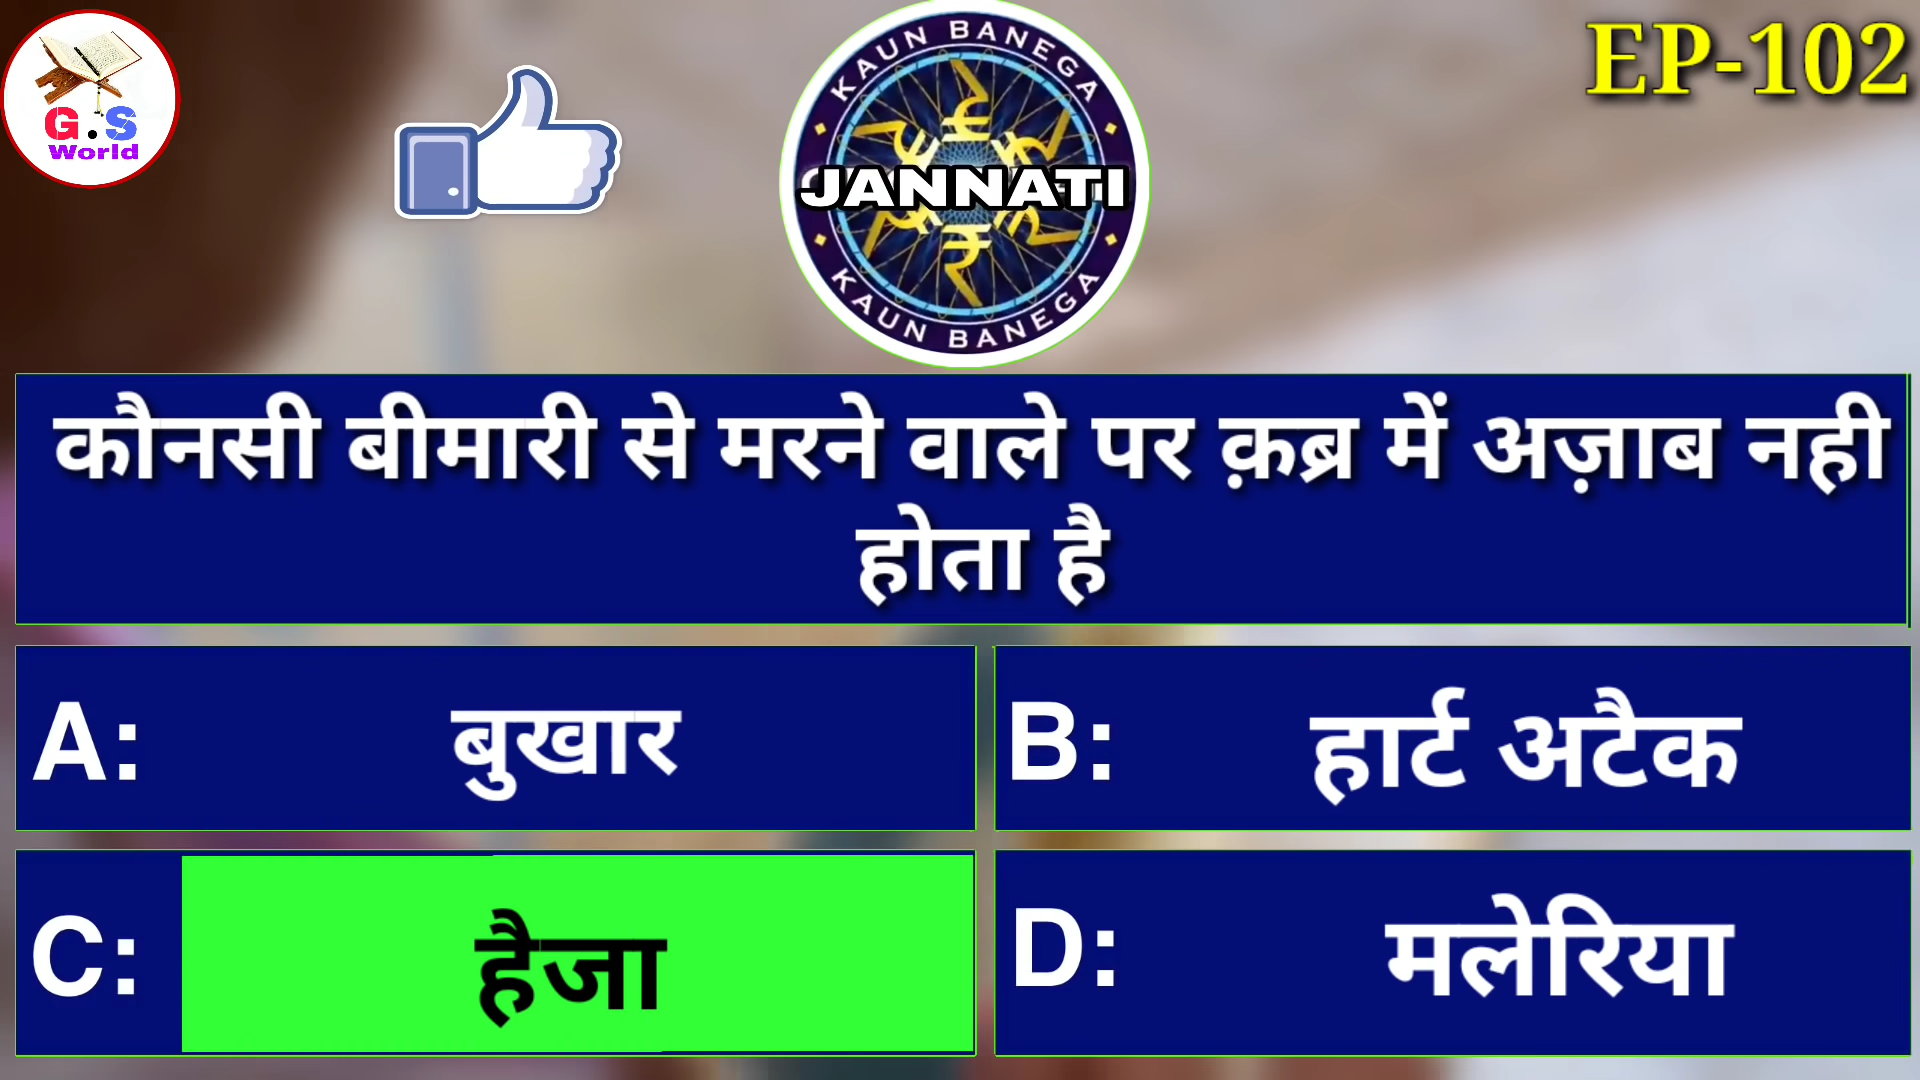 G.S
World
KAUN BANEGA
JANNATI
KAUN BANEGA
EP-102
कौनसी बीमारी से मरने वाले पर क़ब्र में अज़ाब नही
होता है
A: बुखार
B: हार्ट अटैक
C: हैजा
D: मलेरिया